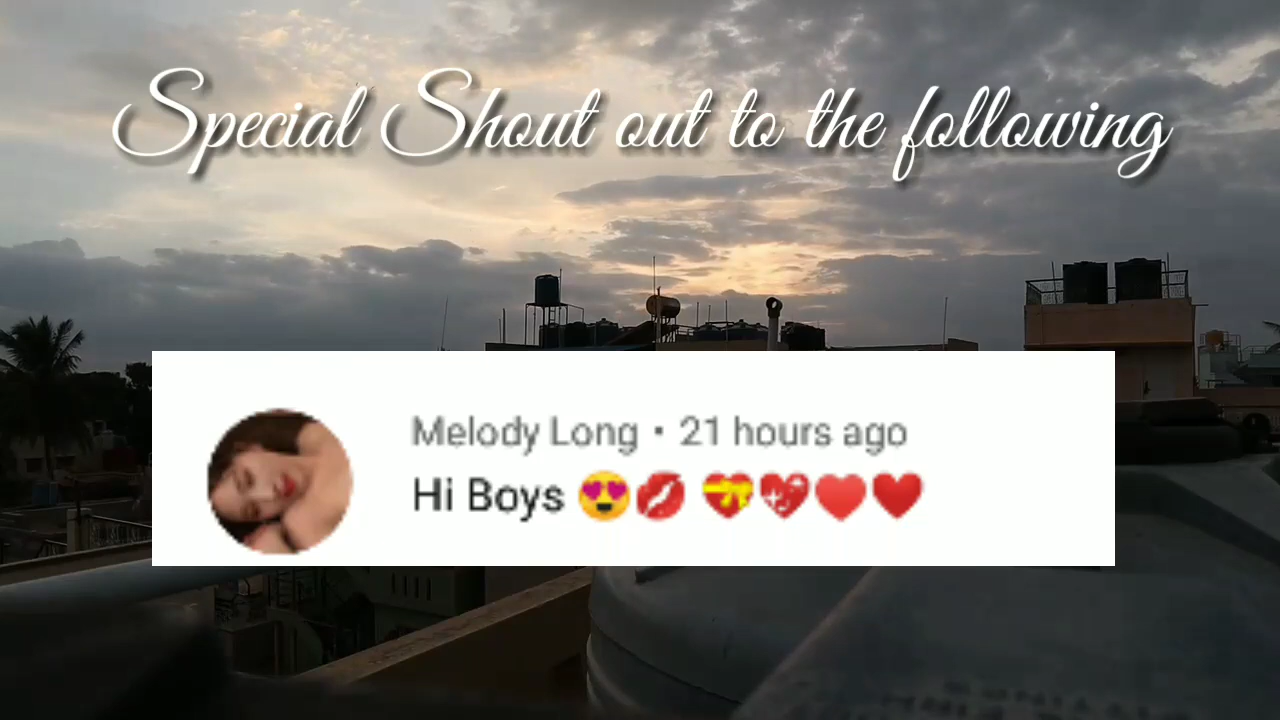 Special Shout out to the following
Melody Long • 21 hours ago
Hi Boys 😍💋 💝💖♥️❤️